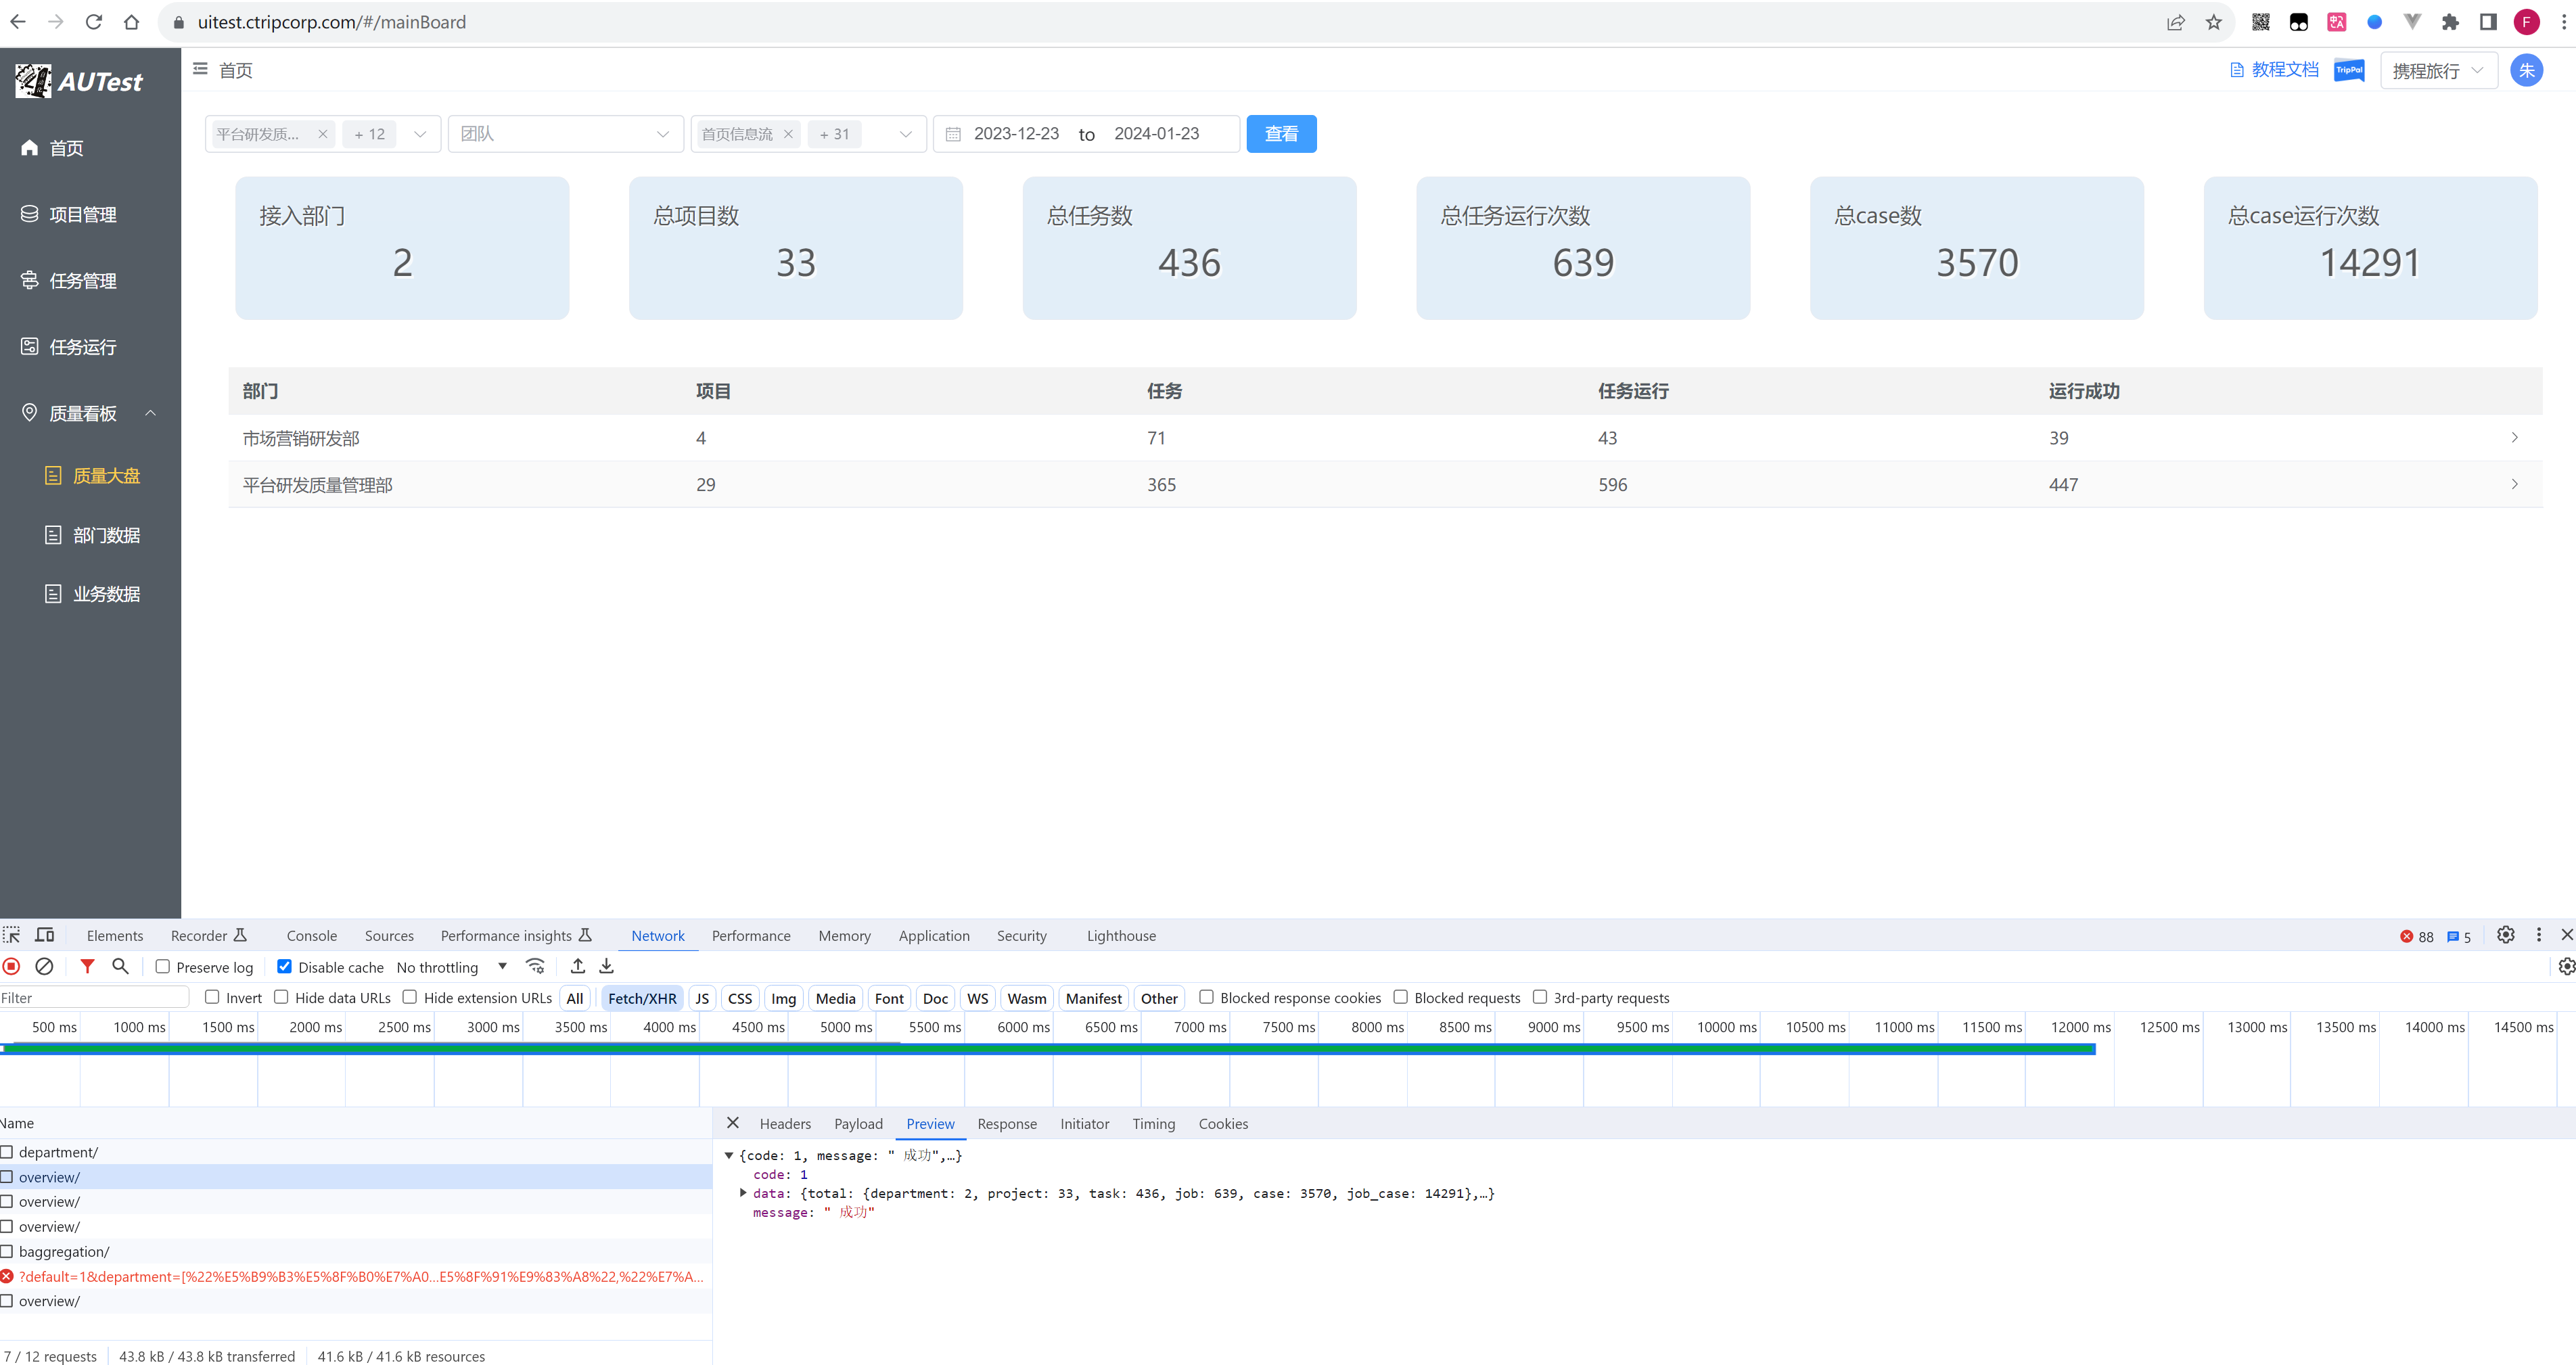 uitest.ctripcorp.com/#/mainBoard
F
AUTest
首页
教程文档
TripPal
携程旅行
朱
首页
项目管理
任务管理
任务运行
质量看板
质量大盘
部门数据
业务数据
平台研发质... + 12
团队
首页信息流 + 31
2023-12-23 to 2024-01-23
查看
接入部门
2
总项目数
33
总任务数
436
总任务运行次数
639
总case数
3570
总case运行次数
14291
部门 项目 任务 任务运行 运行成功
市场营销研发部 4 71 43 39
平台研发质量管理部 29 365 596 447
Elements Recorder Console Sources Performance insights Network Performance Memory Application Security Lighthouse 88 5
Preserve log Disable cache No throttling
Filter Invert Hide data URLs Hide extension URLs All Fetch/XHR JS CSS Img Media Font Doc WS Wasm Manifest Other Blocked response cookies Blocked requests 3rd-party requests
500 ms 1000 ms 1500 ms 2000 ms 2500 ms 3000 ms 3500 ms 4000 ms 4500 ms 5000 ms 5500 ms 6000 ms 6500 ms 7000 ms 7500 ms 8000 ms 8500 ms 9000 ms 9500 ms 10000 ms 10500 ms 11000 ms 11500 ms 12000 ms 12500 ms 13000 ms 13500 ms 14000 ms 14500 ms
Name
department/
overview/
overview/
overview/
baggregation/
?default=1&department=[%22%E5%B9%B3%E5%8F%B0%E7%A0...E5%8F%91%E9%83%A8%22,%22%E7%A...
overview/
7 / 12 requests 43.8 kB / 43.8 kB transferred 41.6 kB / 41.6 kB resources
Headers Payload Preview Response Initiator Timing Cookies
{code: 1, message: " 成功",…}
code: 1
data: {total: {department: 2, project: 33, task: 436, job: 639, case: 3570, job_case: 14291},…}
message: " 成功"